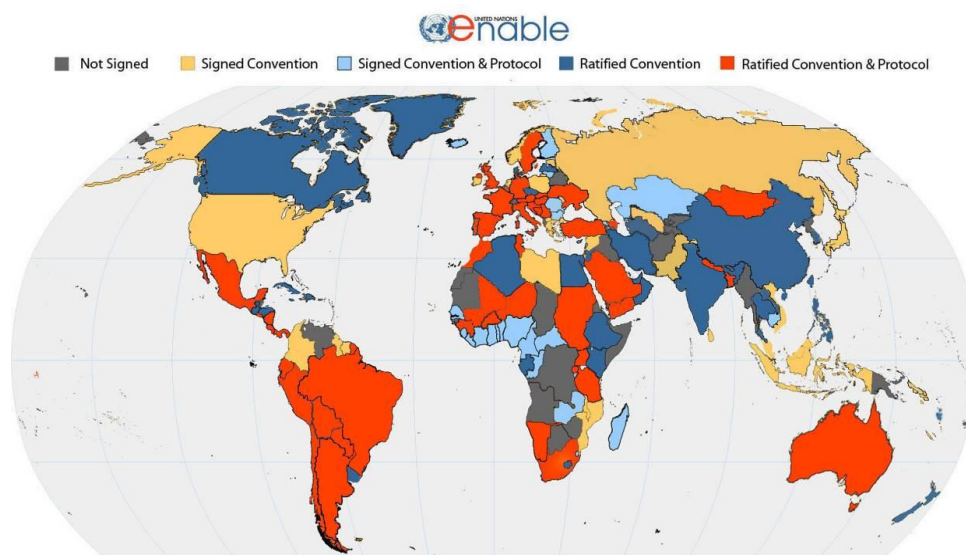 UNITED NATIONS
enable
Not Signed
Signed Convention
Signed Convention & Protocol
Ratified Convention
Ratified Convention & Protocol